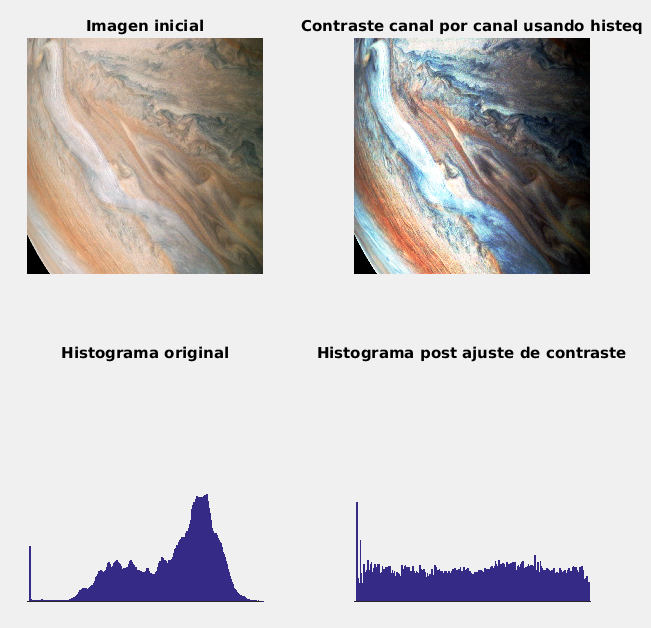 Imagen inicial
Contraste canal por canal usando histeq
Histograma original
Histograma post ajuste de contraste